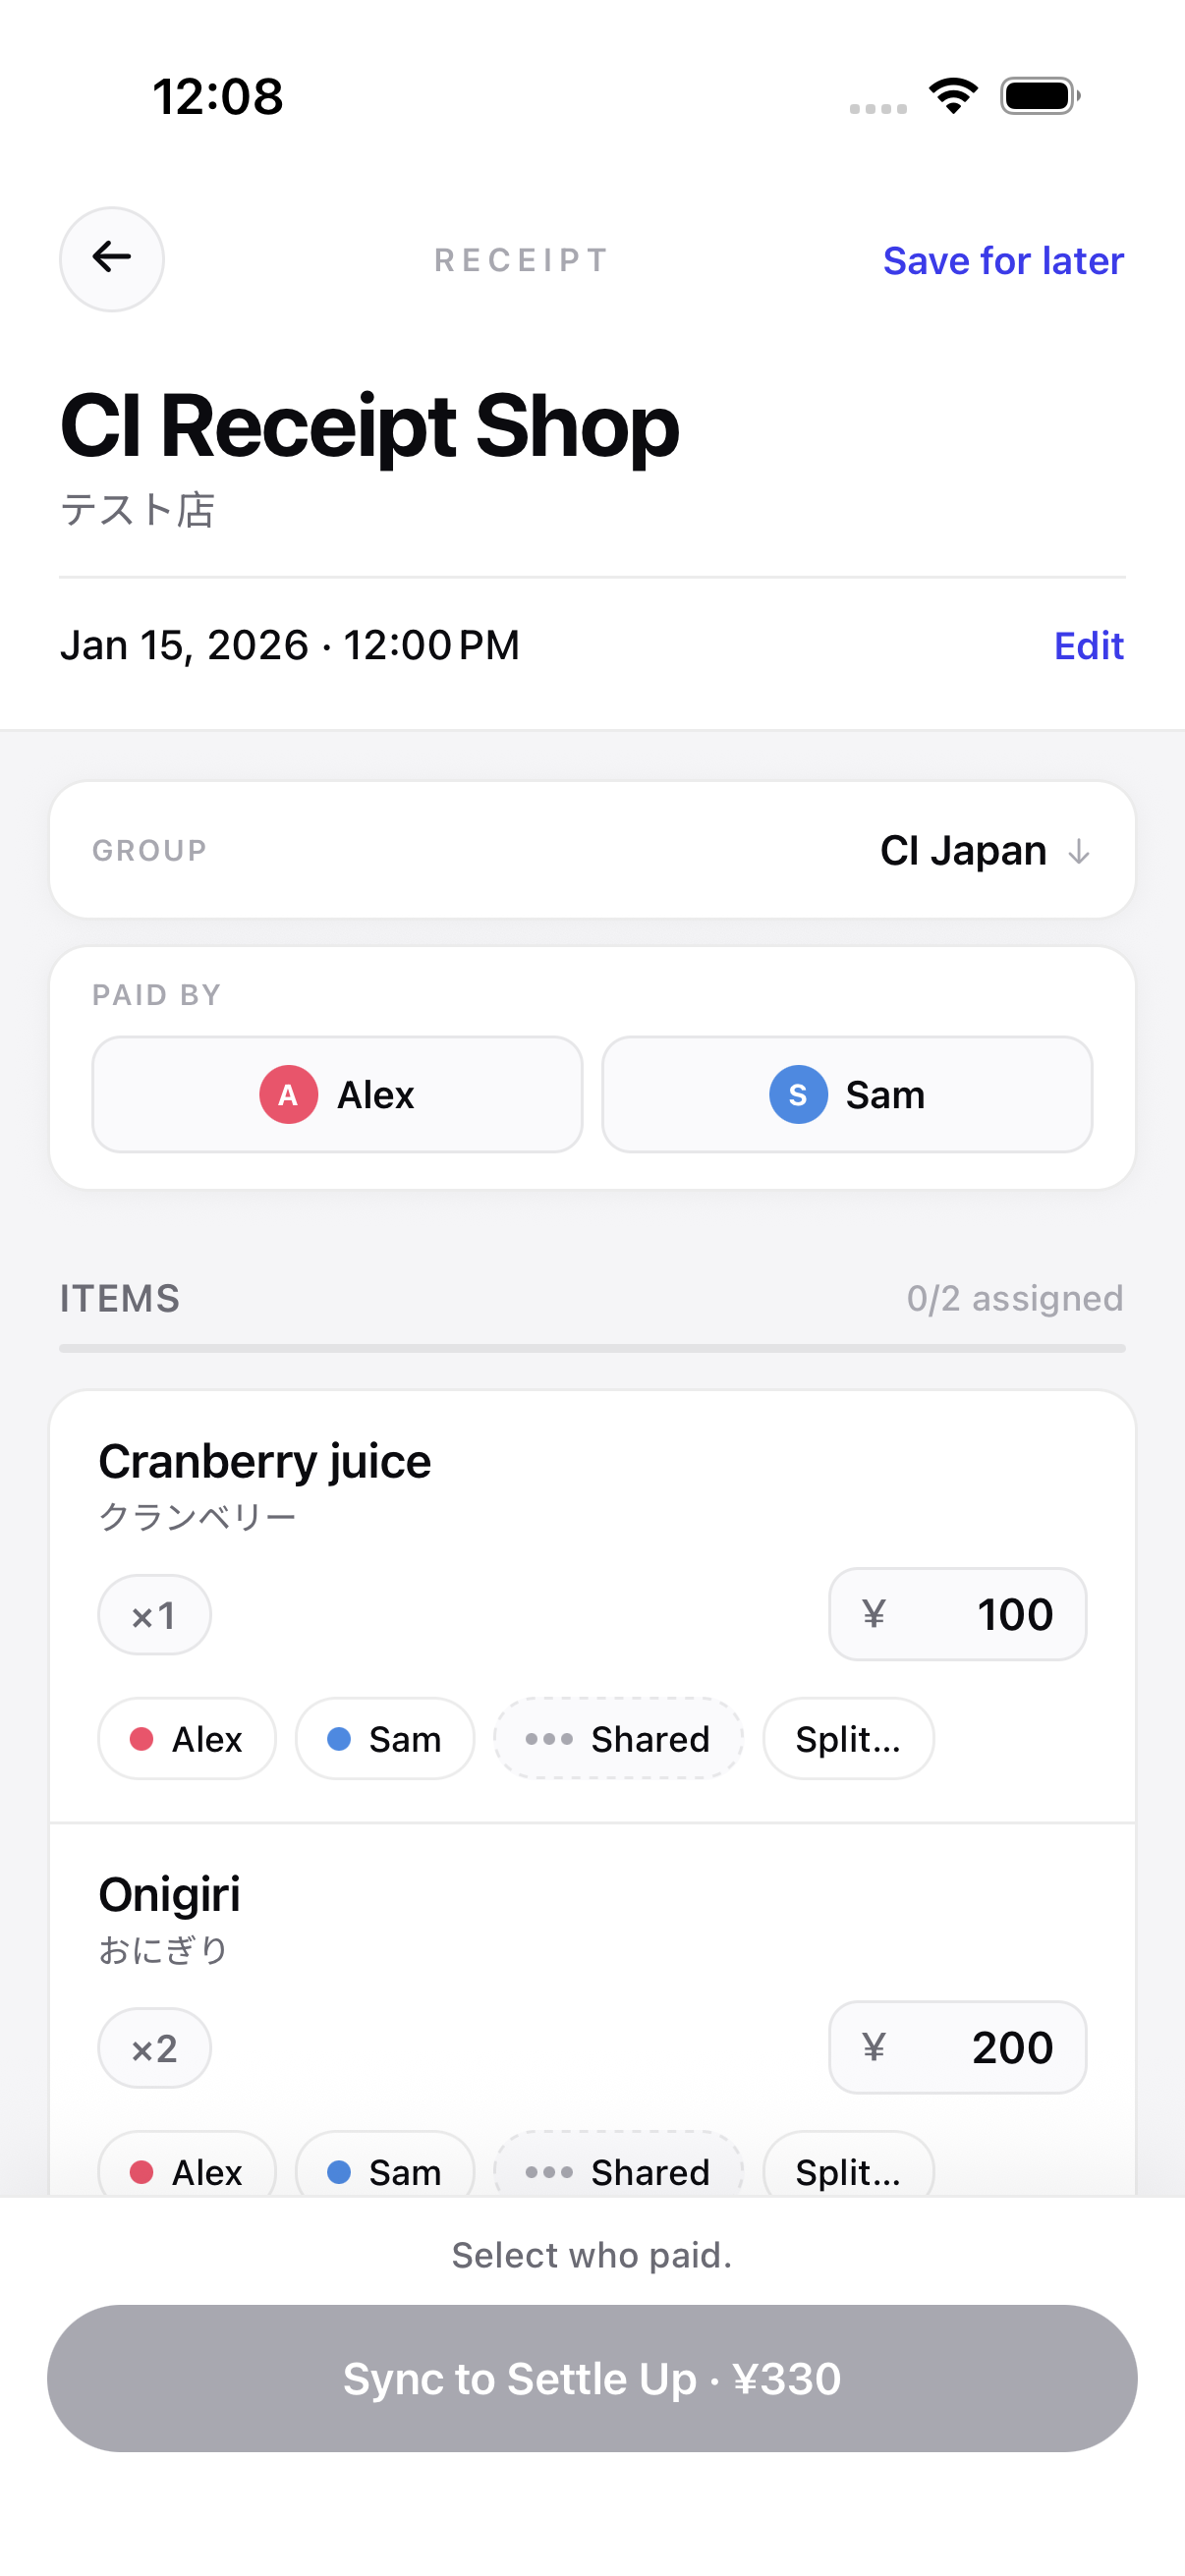 12:08
RECEIPT
Save for later
CI Receipt Shop
テスト店
Jan 15, 2026 · 12:00 PM
Edit
GROUP
CI Japan ↓
PAID BY
A Alex
S Sam
ITEMS
0/2 assigned
Cranberry juice
クランベリー
×1
¥ 100
Alex
Sam
Shared
Split...
Onigiri
おにぎり
×2
¥ 200
Alex
Sam
Shared
Split...
Select who paid.
Sync to Settle Up · ¥330